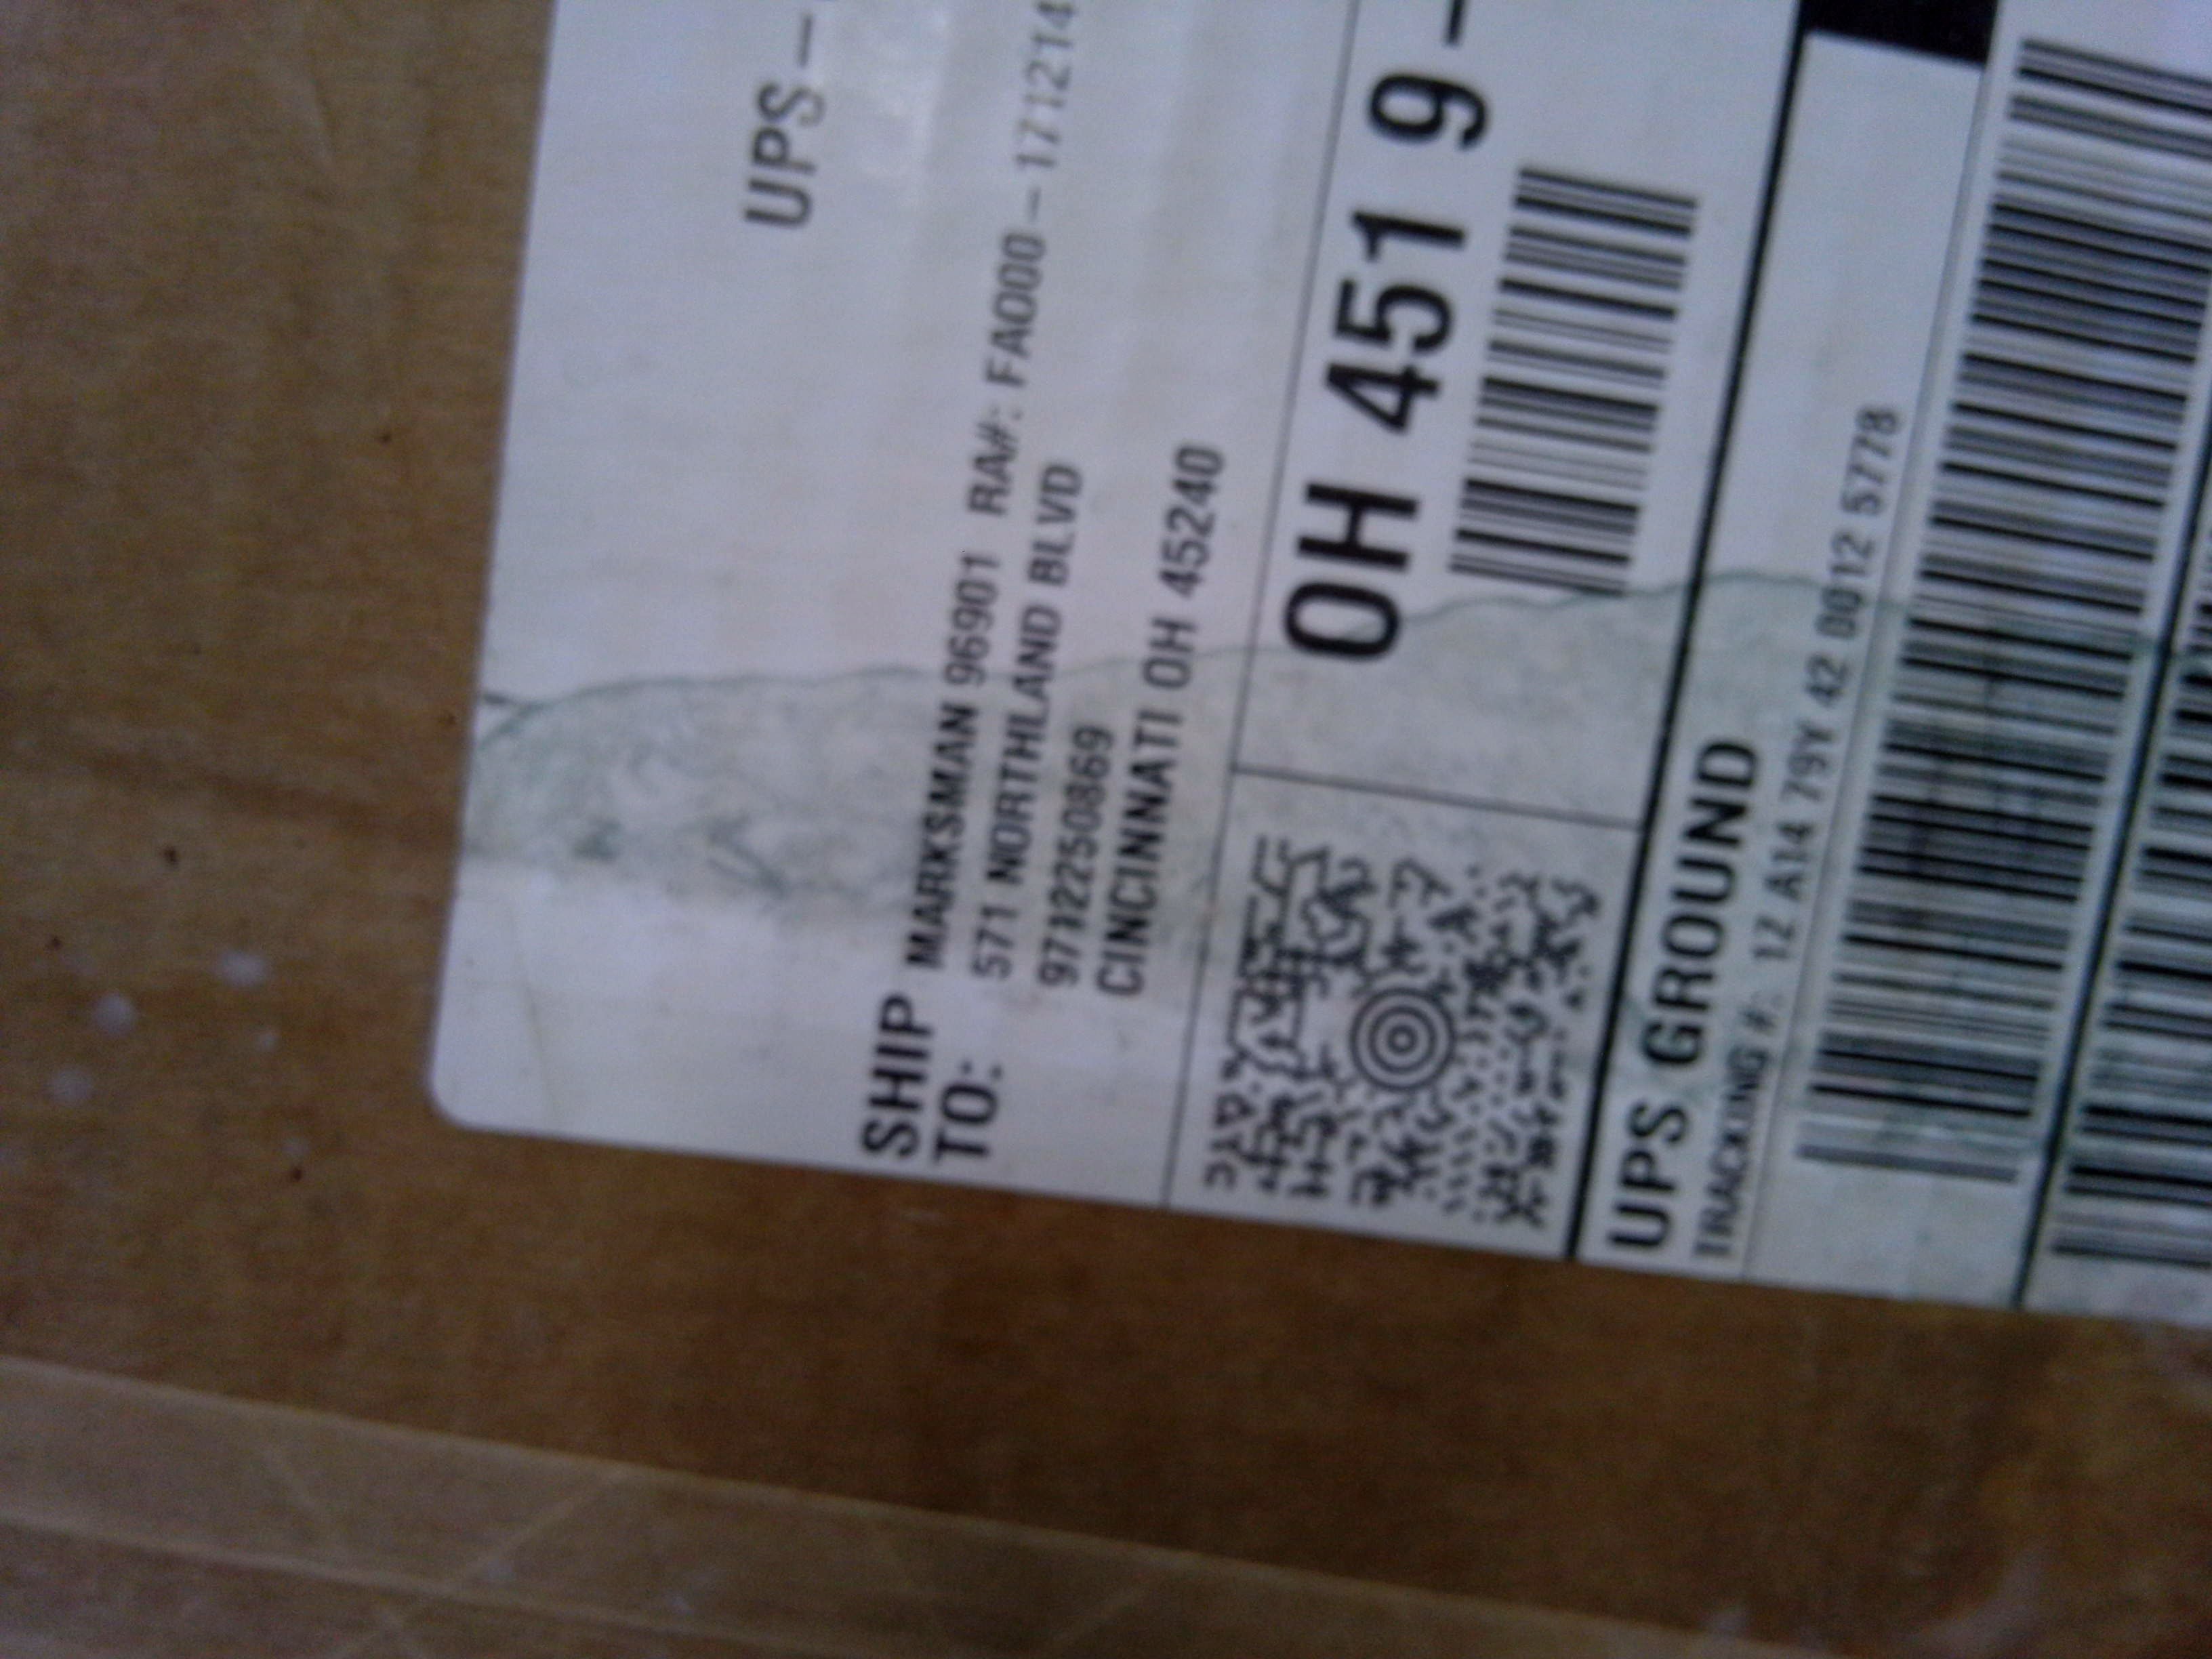 UPS-
SHIP TO:
MARKSMAN 96901 RA#: FA000-171214
571 NORTHLAND BLVD
9712250869
CINCINNATI OH 45240
OH 451 9-
UPS GROUND
TRACKING #: 1Z A14 79Y 42 0012 5778